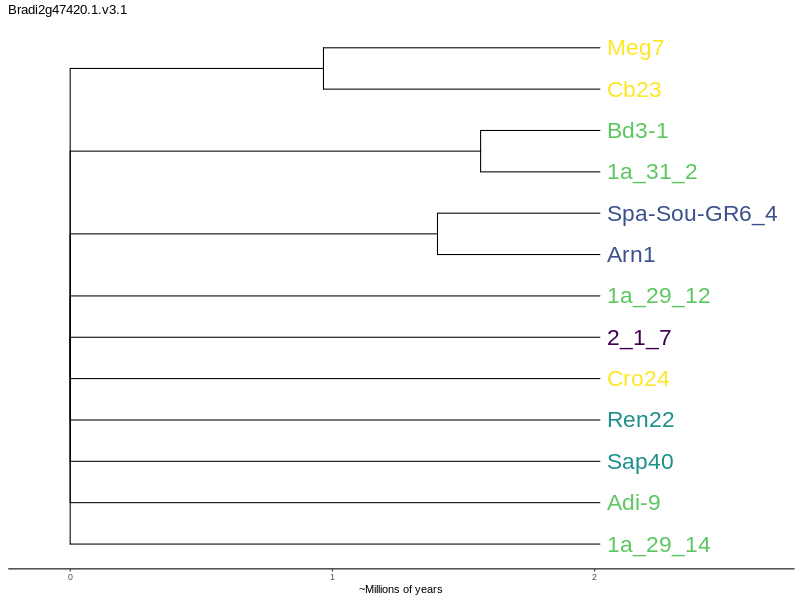 Bradi2g47420.1.v3.1
Meg7
Cb23
Bd3-1
1a_31_2
Spa-Sou-GR6_4
Arn1
1a_29_12
2_1_7
Cro24
Ren22
Sap40
Adi-9
1a_29_14
0 1 2
~Millions of years